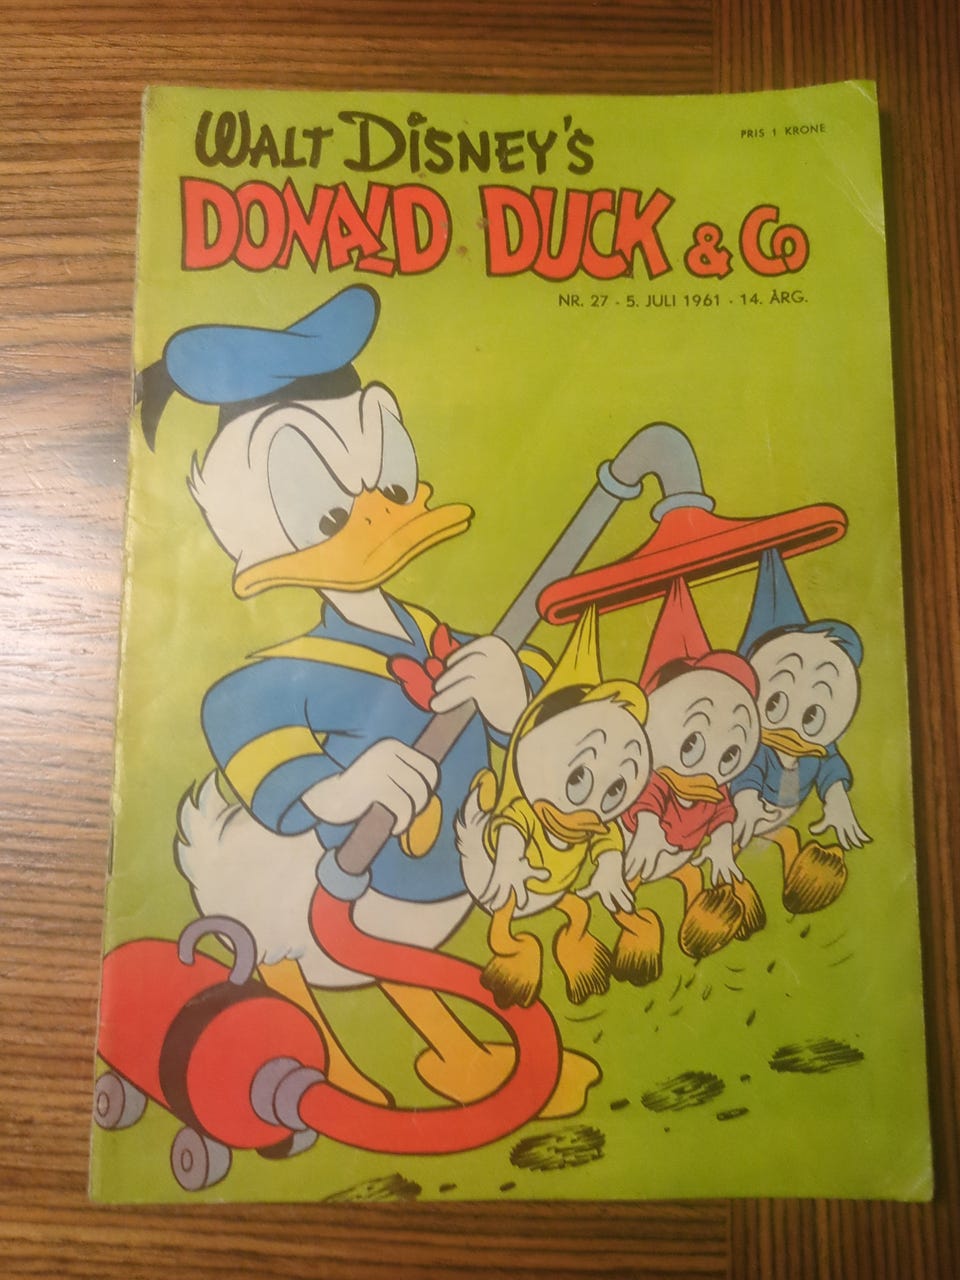 WALT DISNEY'S
PRIS 1 KRONE
DONALD DUCK & CO
NR. 27 - 5. JULI 1961 - 14. ÅRG.